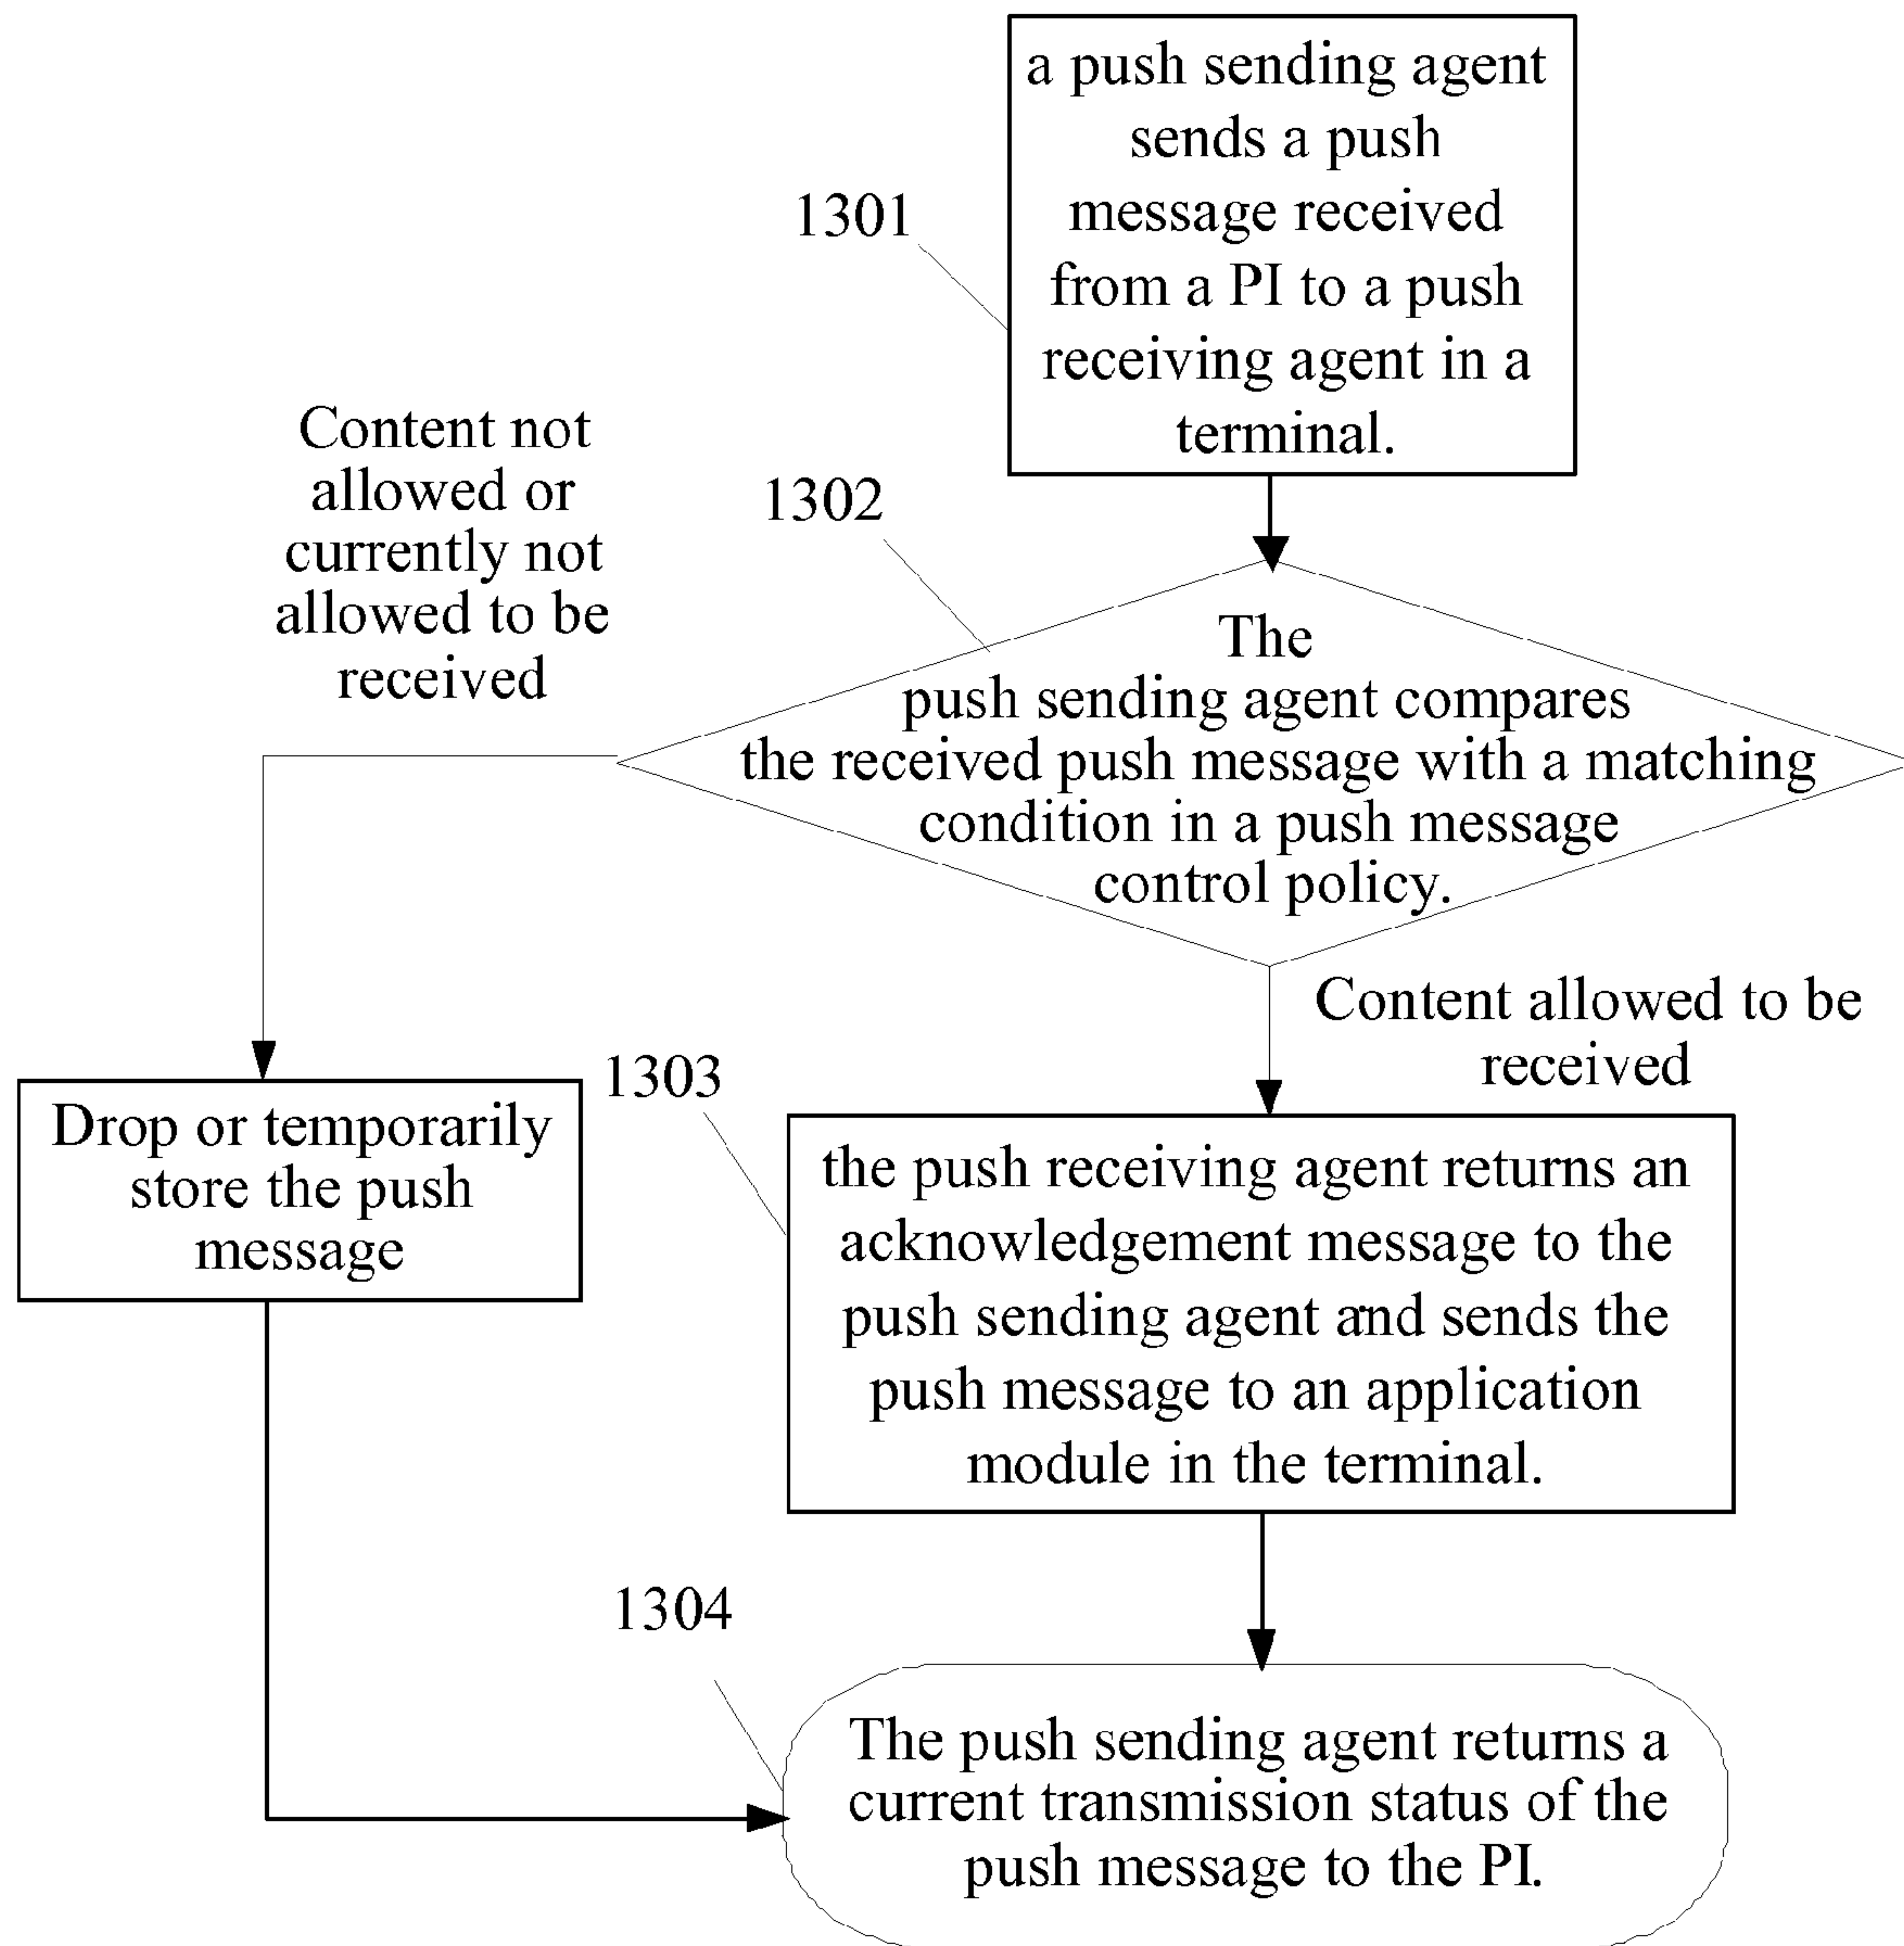 a push sending agent
sends a push
message received
from a PI to a push
receiving agent in a
terminal.
1301
Content not
allowed or
currently not
allowed to be
received
1302
The
push sending agent compares
the received push message with a matching
condition in a push message
control policy.
Content allowed to be
received
Drop or temporarily
store the push
message
1303
the push receiving agent returns an
acknowledgement message to the
push sending agent and sends the
push message to an application
module in the terminal.
1304
The push sending agent returns a
current transmission status of the
push message to the PI.